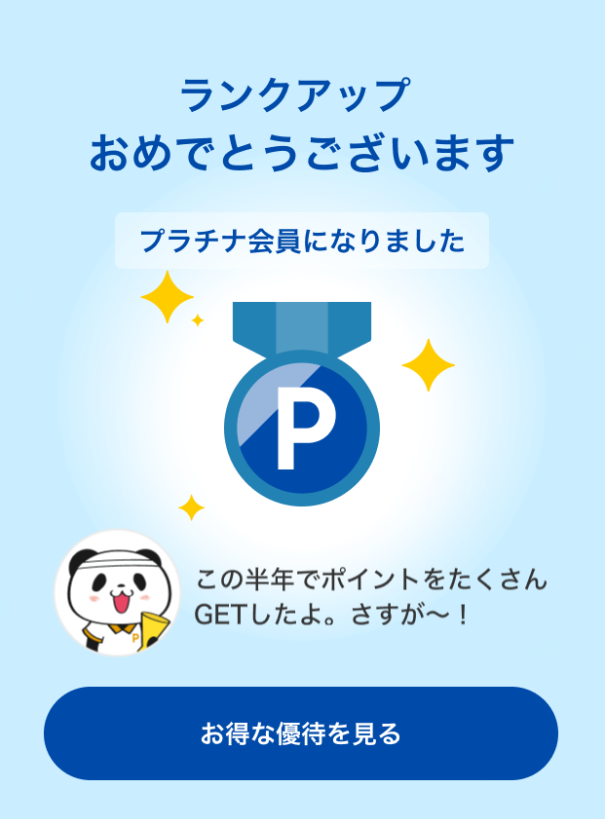 ランクアップ
おめでとうございます
プラチナ会員になりました
P
この半年でポイントをたくさん
GETしたよ。さすが〜！
P
お得な優待を見る